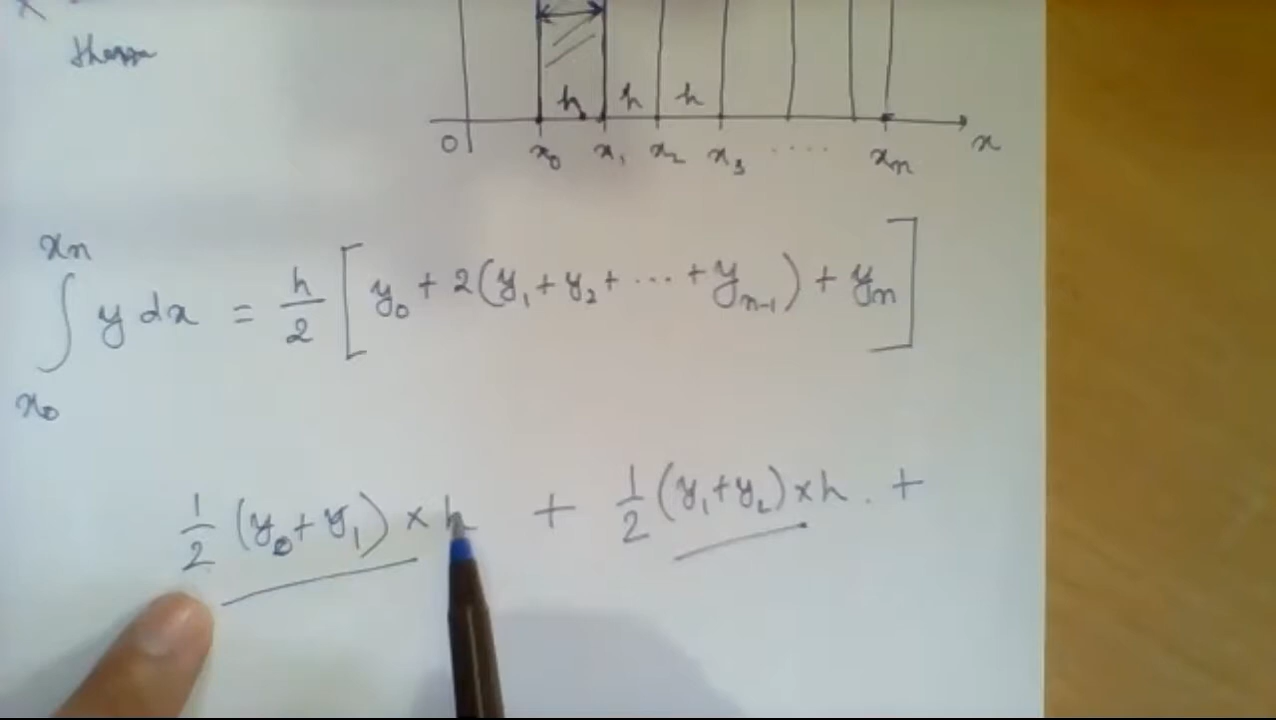 h h h
0 x₀ x₁ x₂ x₃ .... xₙ x
xₙ
∫ y dx = h/2 [ y₀ + 2(y₁ + y₂ + ... + yₙ₋₁) + yₙ ]
x₀
1/2 (y₀ + y₁) × h + 1/2 (y₁ + y₂) × h . +